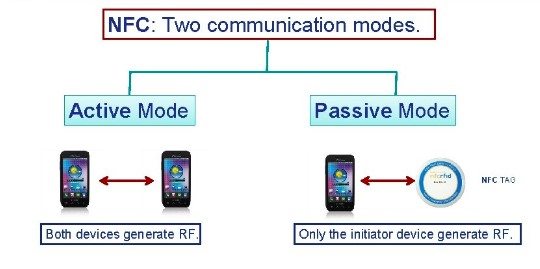 NFC: Two communication modes.
Active Mode
Passive Mode
NFC TAG
Both devices generate RF.
Only the initiator device generate RF.